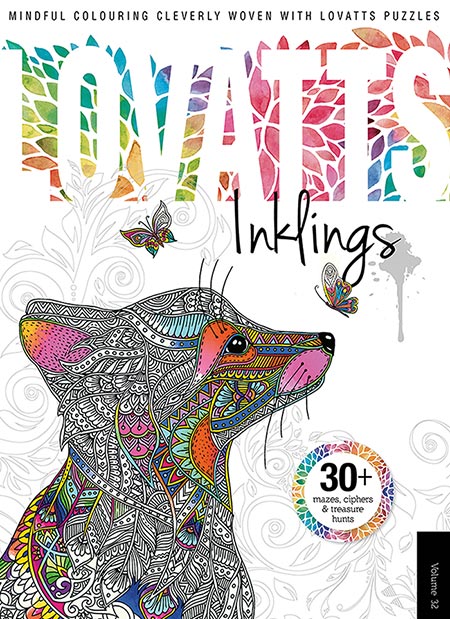 MINDFUL COLOURING CLEVERLY WOVEN WITH LOVATTS PUZZLES
LOVATTS
Inklings
30+
mazes, ciphers
& treasure
hunts
Volume 32